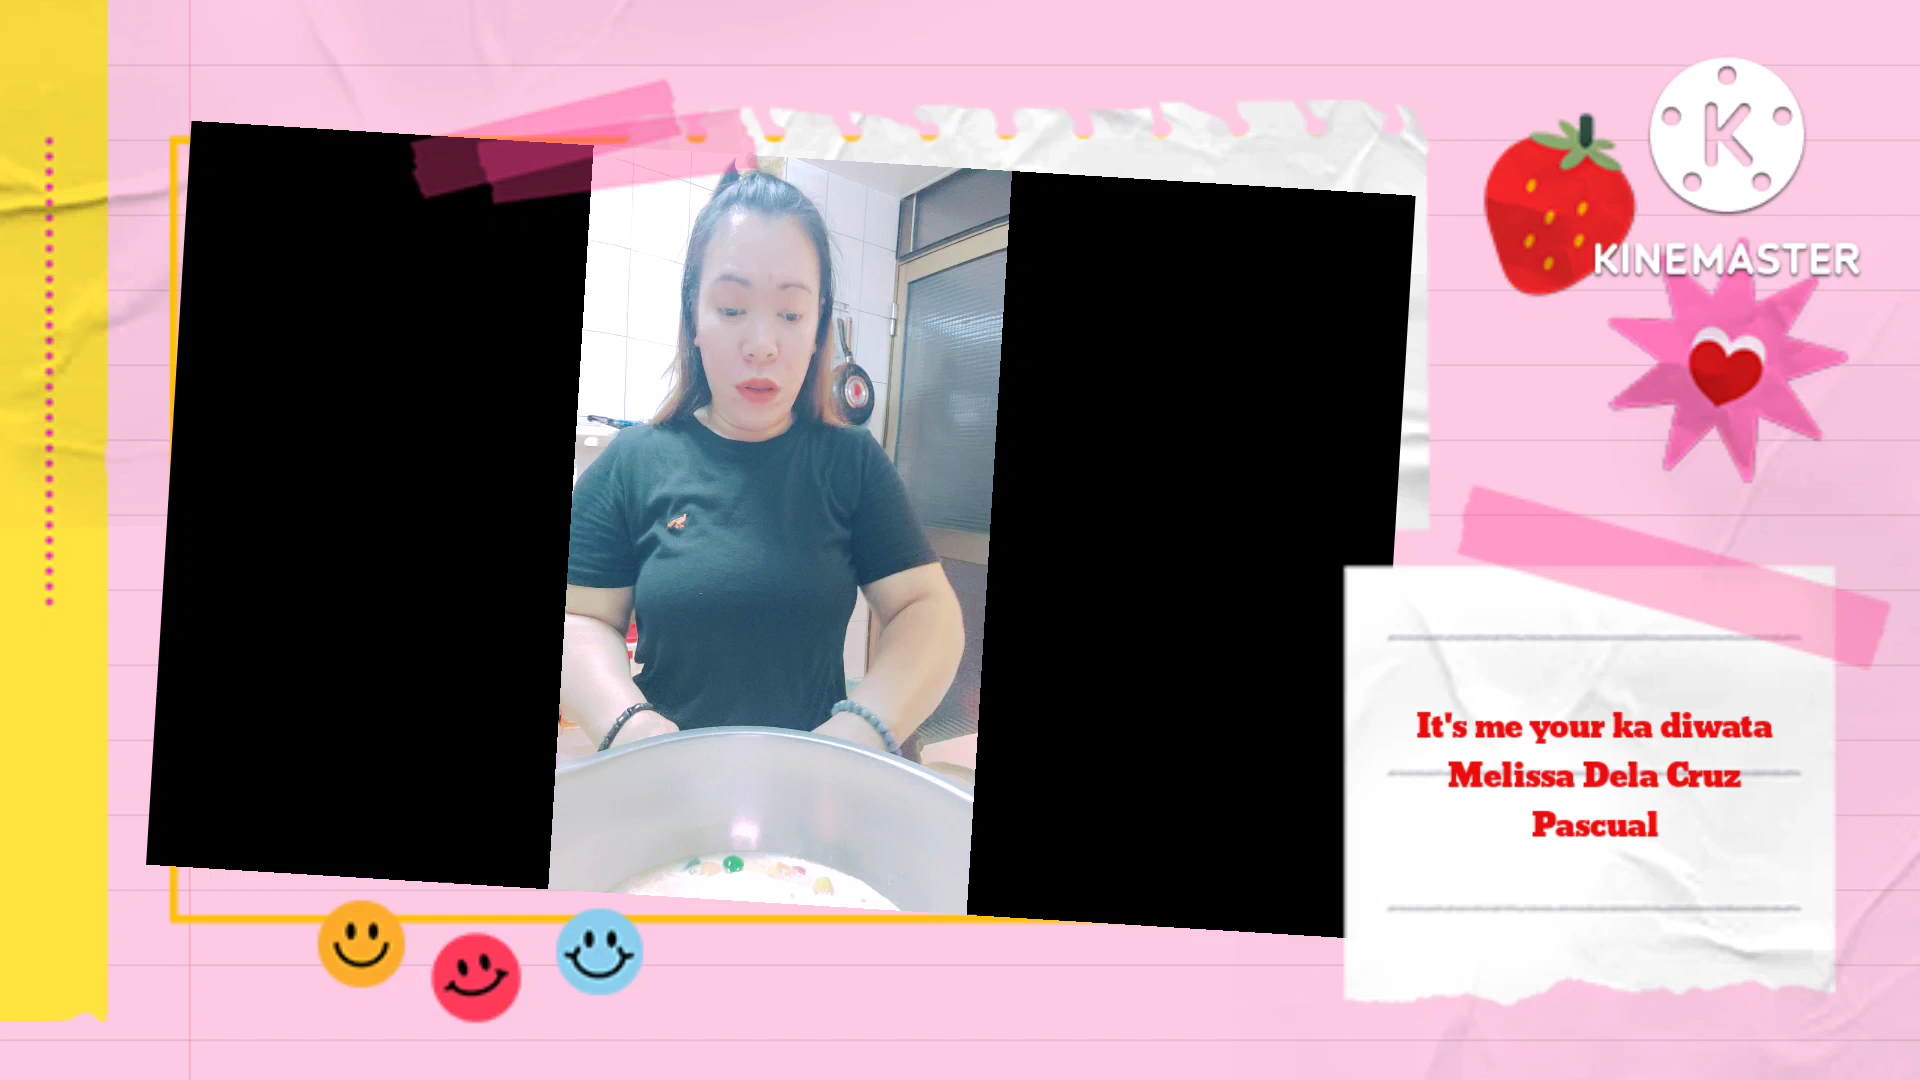 K
KINEMASTER
It's me your ka diwata
Melissa Dela Cruz
Pascual